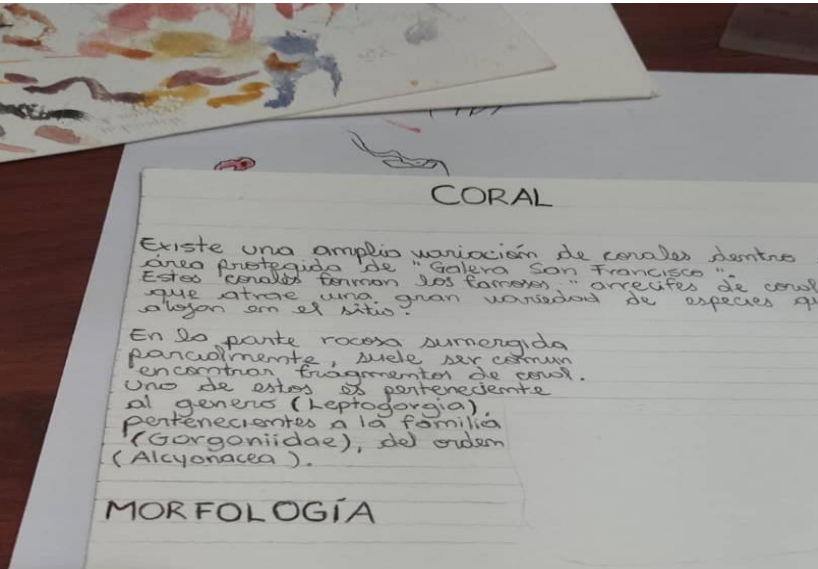 CORAL
Existe una amplia variación de corales dentro
área protegida de "Galera San Francisco".
Estos corales forman los famosos "arrecifes de coral
que atrae una gran variedad de especies qu
alojan en el sitio.
En la parte rocosa sumergida
parcialmente, suele ser comun
encontrar fragmentos de coral.
Uno de estos es perteneciente
al genero (Leptogorgia),
pertenecientes a la familia
(Gorgoniidae), del orden
(Alcyonacea).
MORFOLOGÍA